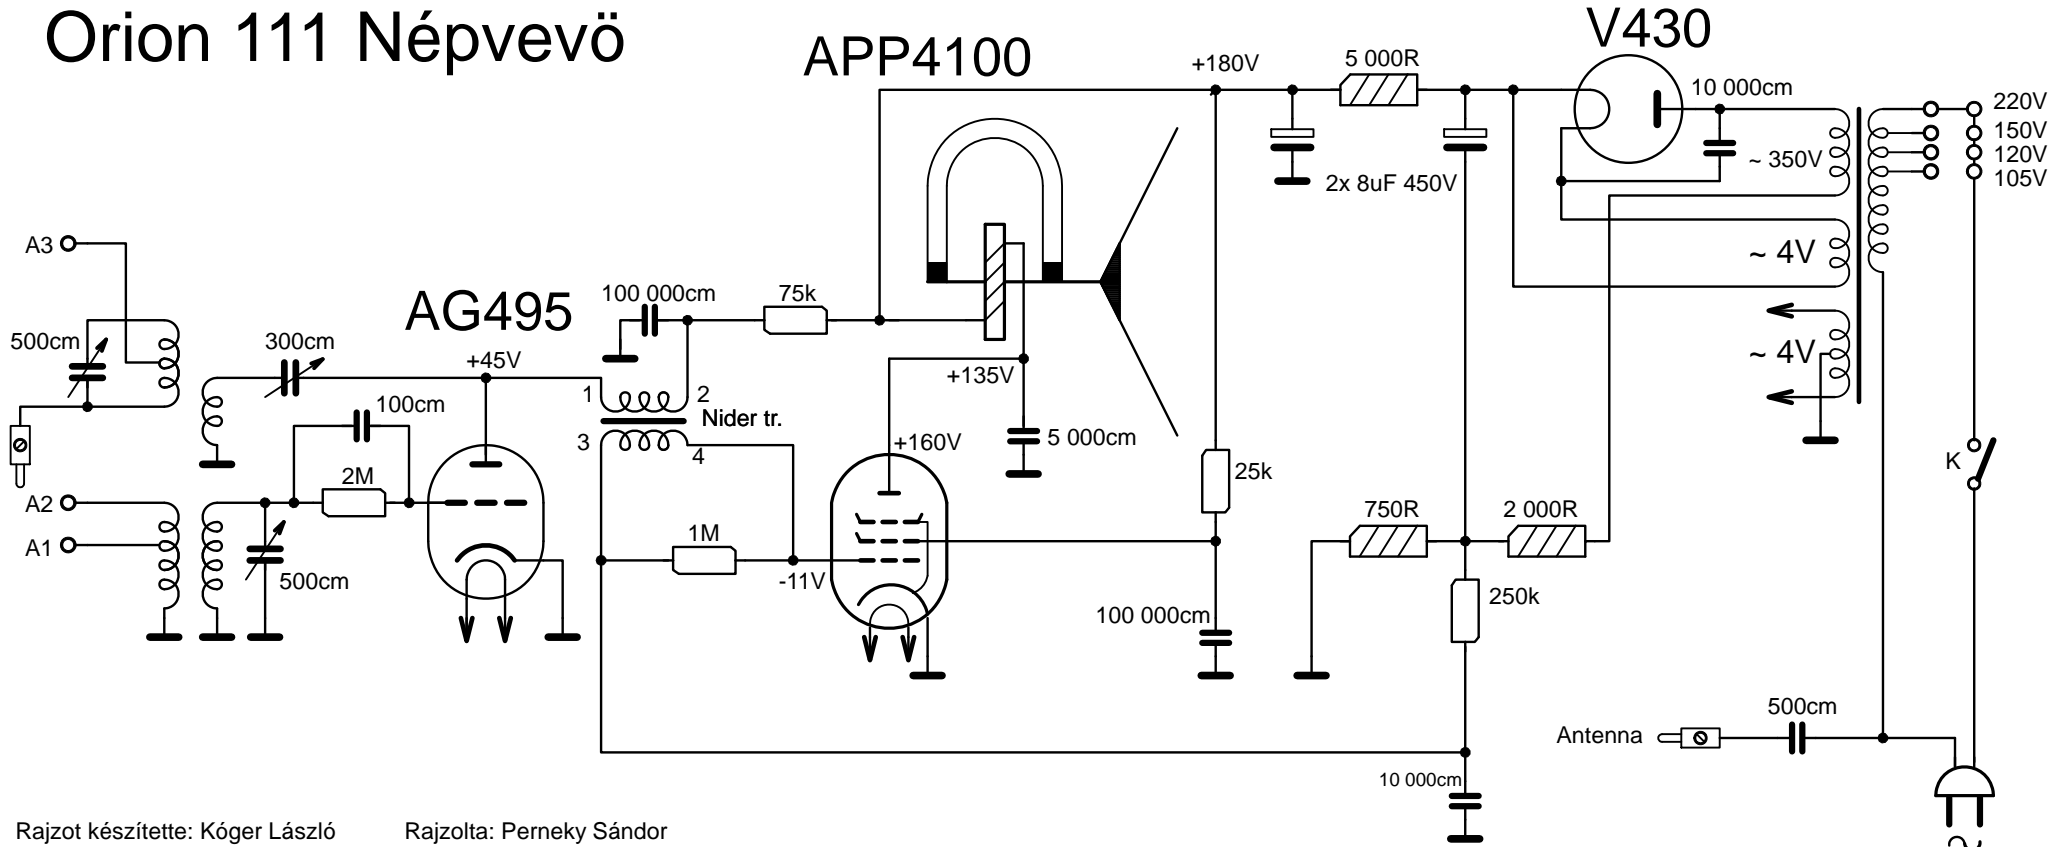 Orion 111 Népvevö
APP4100
V430
+180V
5 000R
10 000cm
220V
150V
120V
105V
~ 350V
2x 8uF 450V
A3
~ 4V
100 000cm
75k
AG495
500cm
300cm
+45V
~ 4V
+135V
1
2
100cm
Nider tr.
3
4
+160V
5 000cm
25k
K
2M
A2
750R
2 000R
A1
1M
-11V
500cm
250k
100 000cm
500cm
Antenna
10 000cm
Rajzot készítette: Kóger László
Rajzolta: Perneky Sándor